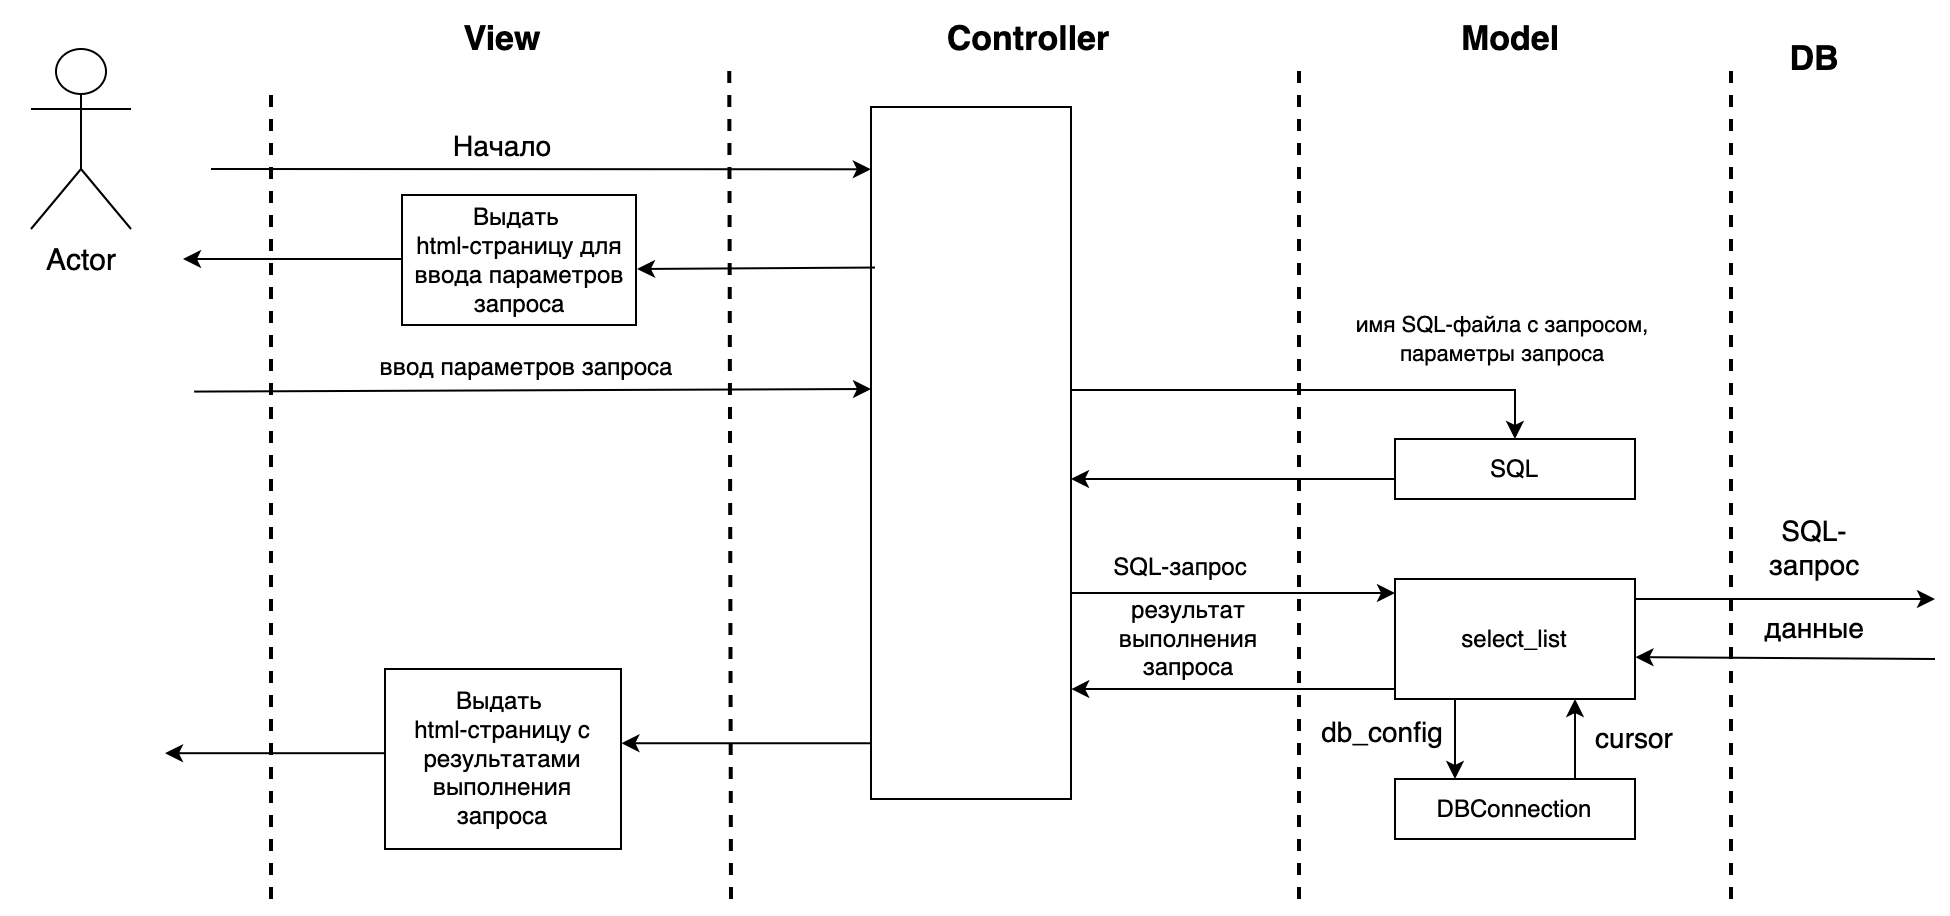 View
Controller
Model
DB
Actor
Начало
Выдать
html-страницу для
ввода параметров
запроса
ввод параметров запроса
имя SQL-файла с запросом,
параметры запроса
SQL
SQL-запрос
результат
выполнения
запроса
select_list
SQL-
запрос
данные
db_config
cursor
DBConnection
Выдать
html-страницу с
результатами
выполнения
запроса